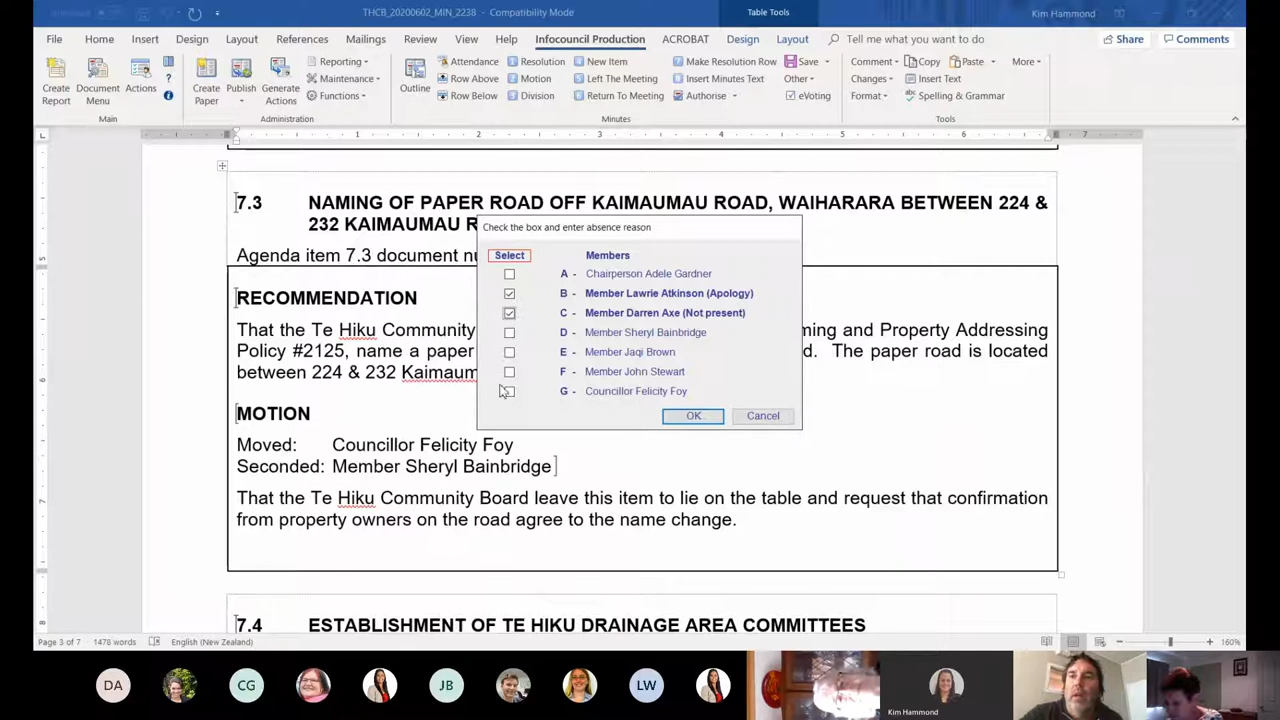 THCB_20200602_MIN_2238 - Compatibility Mode
Table Tools
Kim Hammond
File Home Insert Design Layout References Mailings Review View Help Infocouncil Production ACROBAT Design Layout Tell me what you want to do Share Comments
Attendance Resolution New Item Make Resolution Row Save Comment Copy Paste More
Create Report Document Menu Actions Reporting Create Paper Publish Generate Actions Outline
Maintenance Row Above Motion Left The Meeting Insert Minutes Text Other Changes Insert Text
Functions Row Below Division Return To Meeting Authorise eVoting Format Spelling & Grammar
Main Administration Minutes Tools
1 2 3 4 5 6 7
7.3 NAMING OF PAPER ROAD OFF KAIMAUMAU ROAD, WAIHARARA BETWEEN 224 &
232 KAIMAUMAU R
Agenda item 7.3 document nu
RECOMMENDATION
That the Te Hiku Community ming and Property Addressing
Policy #2125, name a paper d. The paper road is located
between 224 & 232 Kaimaum
Check the box and enter absence reason
Select Members
A - Chairperson Adele Gardner
B - Member Lawrie Atkinson (Apology)
C - Member Darren Axe (Not present)
D - Member Sheryl Bainbridge
E - Member Jaqi Brown
F - Member John Stewart
G - Councillor Felicity Foy
OK Cancel
MOTION
Moved: Councillor Felicity Foy
Seconded: Member Sheryl Bainbridge
That the Te Hiku Community Board leave this item to lie on the table and request that confirmation
from property owners on the road agree to the name change.
7.4 ESTABLISHMENT OF TE HIKU DRAINAGE AREA COMMITTEES
Page 3 of 7 1478 words English (New Zealand) 160%
DA CG JB LW
Kim Hammond